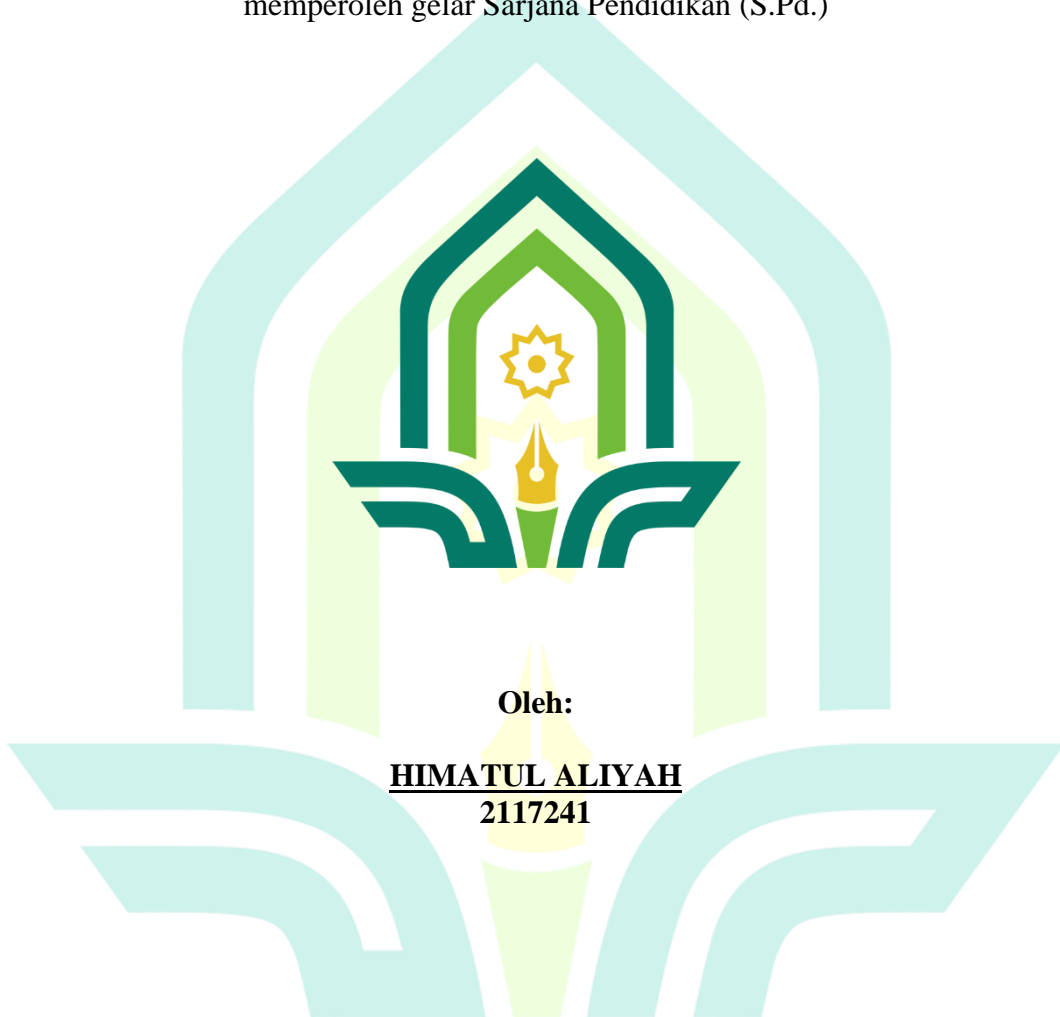 memperoleh gelar Sarjana Pendidikan (S.Pd.)
Oleh:
HIMATUL ALIYAH
2117241